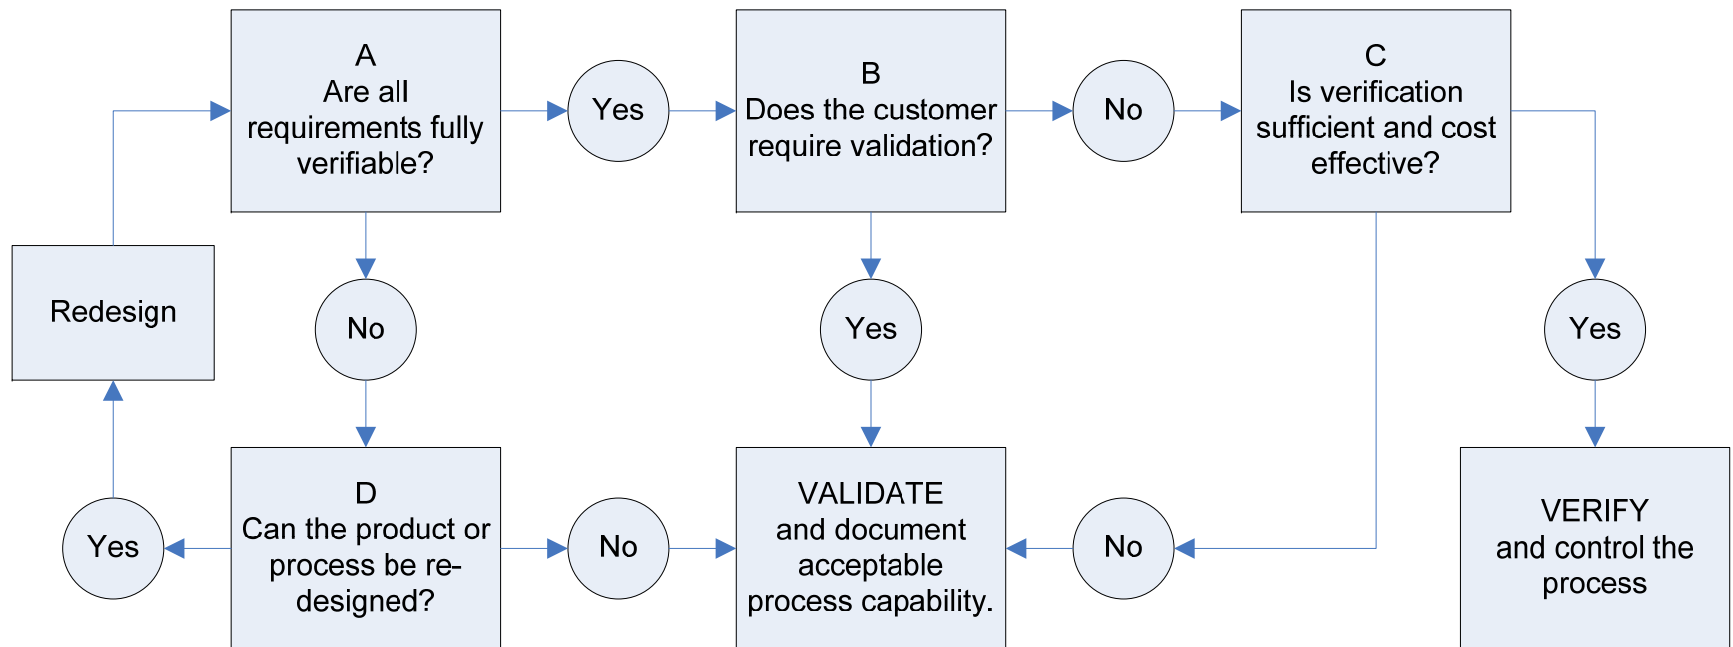 A
Are all
requirements fully
verifiable?
Yes
B
Does the customer
require validation?
No
C
Is verification
sufficient and cost
effective?
Redesign
No
Yes
Yes
Yes
D
Can the product or
process be re-
designed?
No
VALIDATE
and document
acceptable
process capability.
No
VERIFY
and control the
process